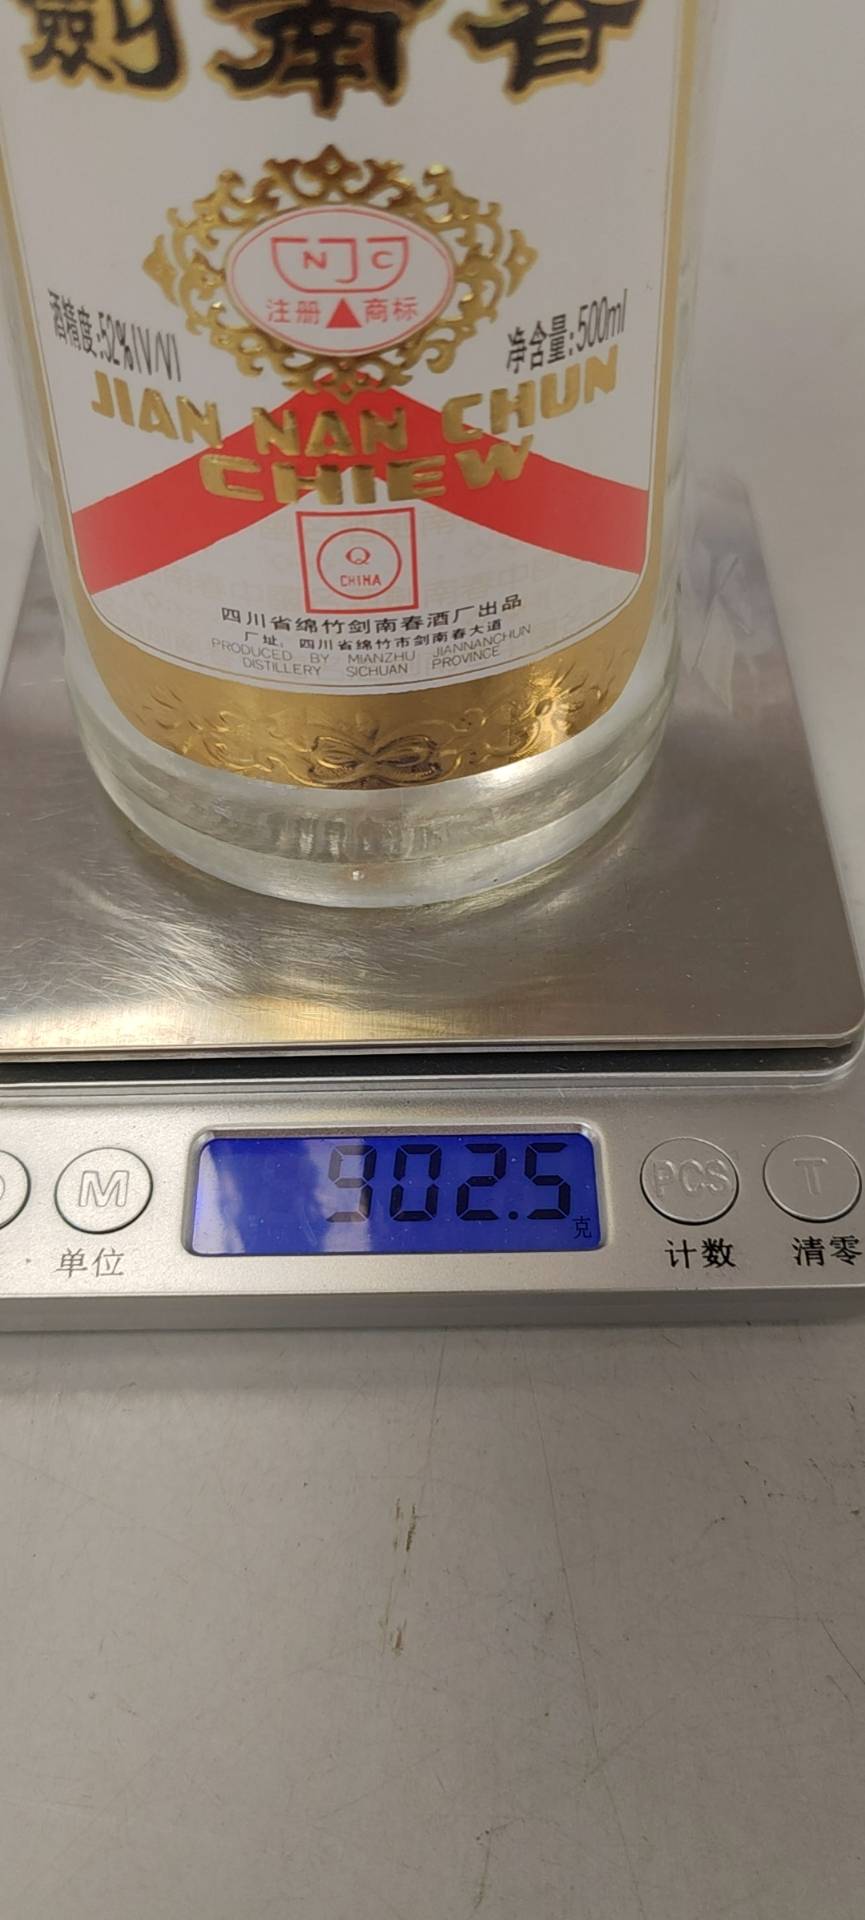 劍南春
NJC
注册 商标
酒精度:52%(V/V)
净含量:500ml
JIAN NAN CHUN
CHIEW
Q
CHINA
四川省绵竹剑南春酒厂出品
厂址: 四川省绵竹市剑南春大道
PRODUCED BY MIANZHU JIANNANCHUN
DISTILLERY SICHUAN PROVINCE
902.5
克
M
PCS
T
单位
计数
清零